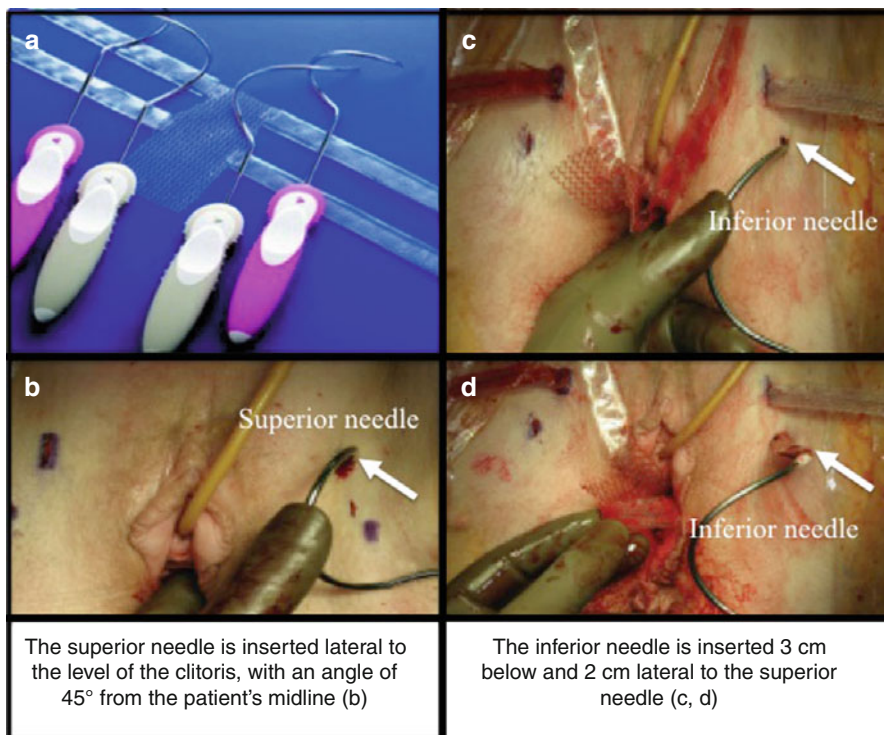 a
c
Inferior needle
b
Superior needle
d
Inferior needle
The superior needle is inserted lateral to
the level of the clitoris, with an angle of
45° from the patient's midline (b)
The inferior needle is inserted 3 cm
below and 2 cm lateral to the superior
needle (c, d)